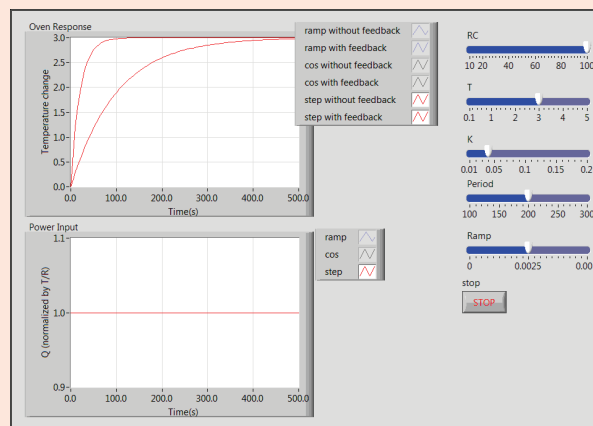 Oven Response
Temperature change
3.0
2.5
2.0
1.5
1.0
0.5
0.0
0.0 100.0 200.0 300.0 400.0 500.0
Time(s)
ramp without feedback
ramp with feedback
cos without feedback
cos with feedback
step without feedback
step with feedback
Power Input
Q (normalized by T/R)
1.1
1.0
0.9
0.0 100.0 200.0 300.0 400.0 500.0
Time(s)
ramp
cos
step
RC
10 20 40 60 80 100
T
0.1 1 2 3 4 5
K
0.01 0.05 0.1 0.15 0.2
Period
100 150 200 250 300
Ramp
0 0.0025 0.00
stop
STOP